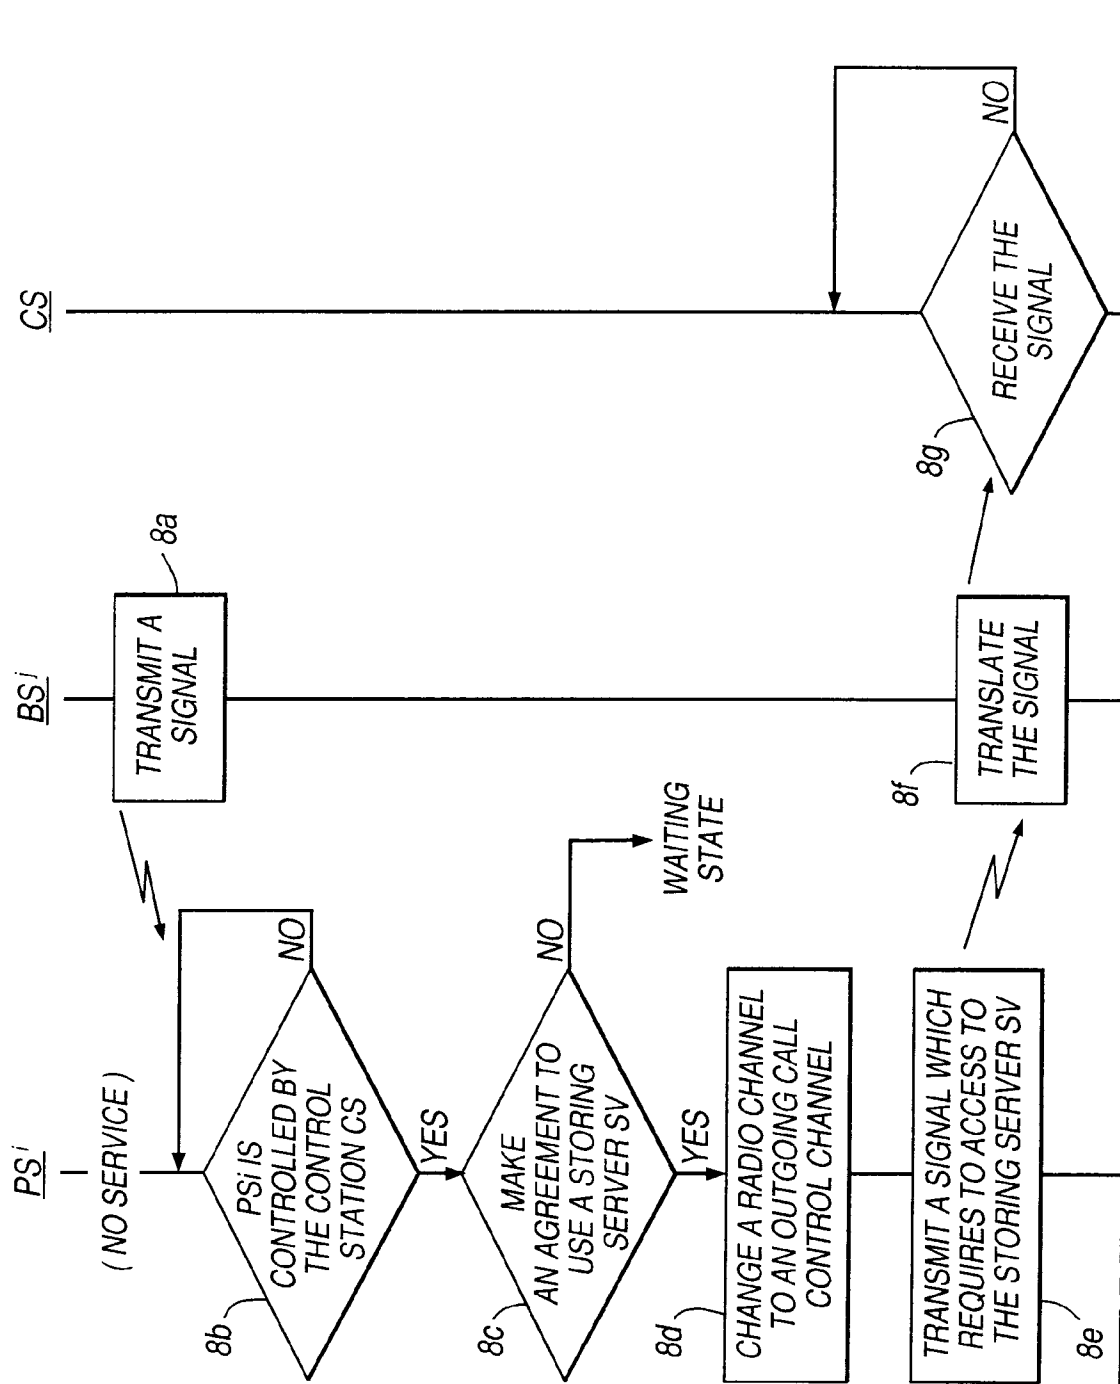 PSi
BSj
CS
( NO SERVICE )
TRANSMIT A
SIGNAL
8a
PSi IS
CONTROLLED BY
THE CONTROL
STATION CS
8b
NO
YES
MAKE
AN AGREEMENT TO
USE A STORING
SERVER SV
8c
NO
WAITING
STATE
YES
CHANGE A RADIO CHANNEL
TO AN OUTGOING CALL
CONTROL CHANNEL
8d
TRANSMIT A SIGNAL WHICH
REQUIRES TO ACCESS TO
THE STORING SERVER SV
8e
TRANSLATE
THE SIGNAL
8f
RECEIVE THE
SIGNAL
8g
NO